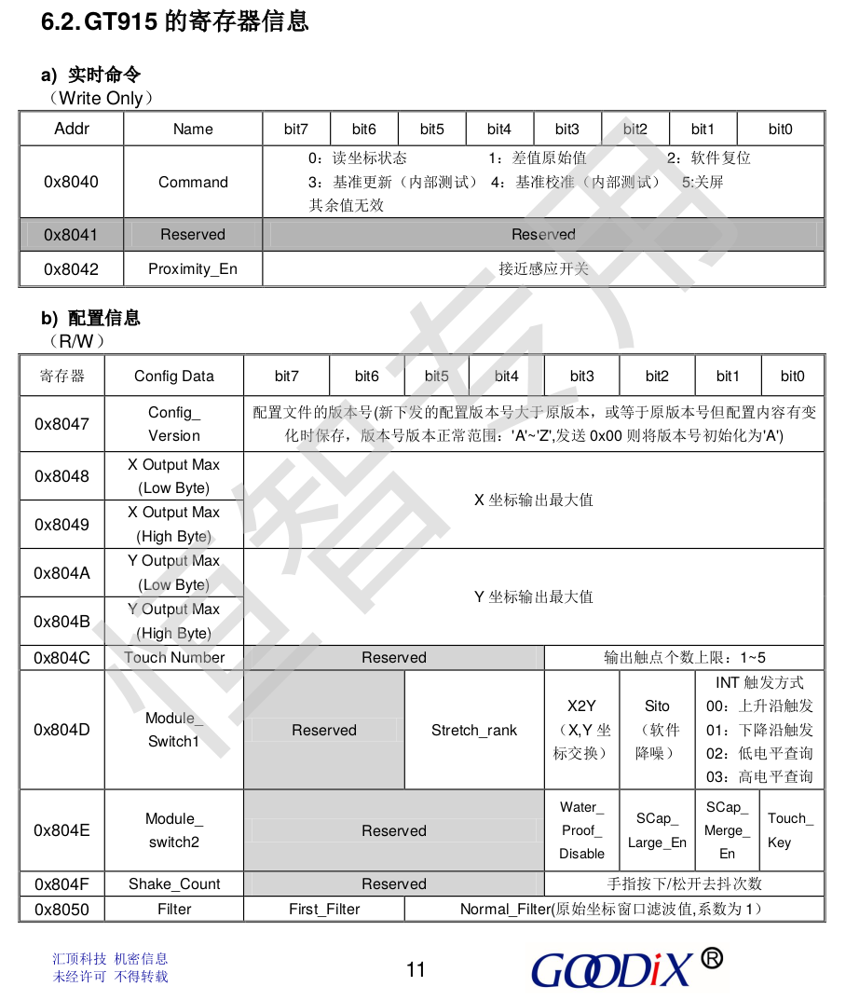 6.2.GT915 的寄存器信息
a) 实时命令
（Write Only）
Addr Name bit7 bit6 bit5 bit4 bit3 bit2 bit1 bit0
0x8040 Command 0：读坐标状态 1：差值原始值 2：软件复位
3：基准更新（内部测试） 4：基准校准（内部测试） 5:关屏
其余值无效
0x8041 Reserved Reserved
0x8042 Proximity_En 接近感应开关
b) 配置信息
（R/W）
寄存器 Config Data bit7 bit6 bit5 bit4 bit3 bit2 bit1 bit0
0x8047 Config_
Version
配置文件的版本号(新下发的配置版本号大于原版本，或等于原版本号但配置内容有变
化时保存，版本号版本正常范围：'A'~'Z',发送 0x00 则将版本号初始化为'A')
0x8048 X Output Max
(Low Byte)
0x8049 X Output Max
(High Byte)
X 坐标输出最大值
0x804A Y Output Max
(Low Byte)
0x804B Y Output Max
(High Byte)
Y 坐标输出最大值
0x804C Touch Number Reserved 输出触点个数上限：1~5
0x804D Module_
Switch1
Reserved
Stretch_rank
X2Y
（X,Y 坐
标交换）
Sito
（软件
降噪）
INT 触发方式
00：上升沿触发
01：下降沿触发
02：低电平查询
03：高电平查询
0x804E Module_
switch2
Reserved
Water_
Proof_
Disable
SCap_
Large_En
SCap_
Merge_
En
Touch_
Key
0x804F Shake_Count Reserved 手指按下/松开去抖次数
0x8050 Filter First_Filter Normal_Filter(原始坐标窗口滤波值,系数为 1）
恒智专用
汇顶科技 机密信息
未经许可 不得转载
11
GOODiX ®